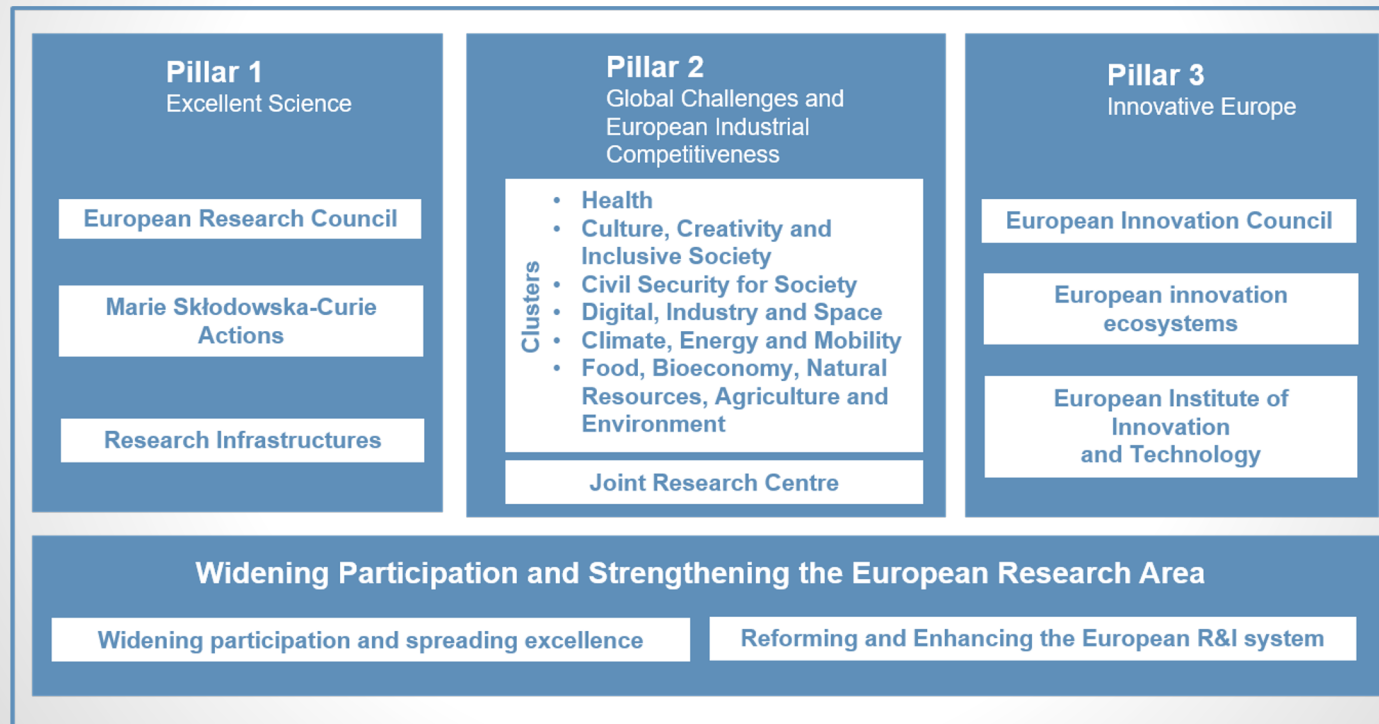 Pillar 1
Excellent Science
European Research Council
Marie Skłodowska-Curie
Actions
Research Infrastructures
Pillar 2
Global Challenges and
European Industrial
Competitiveness
Clusters
• Health
• Culture, Creativity and
Inclusive Society
• Civil Security for Society
• Digital, Industry and Space
• Climate, Energy and Mobility
• Food, Bioeconomy, Natural
Resources, Agriculture and
Environment
Joint Research Centre
Pillar 3
Innovative Europe
European Innovation Council
European innovation
ecosystems
European Institute of
Innovation
and Technology
Widening Participation and Strengthening the European Research Area
Widening participation and spreading excellence
Reforming and Enhancing the European R&I system